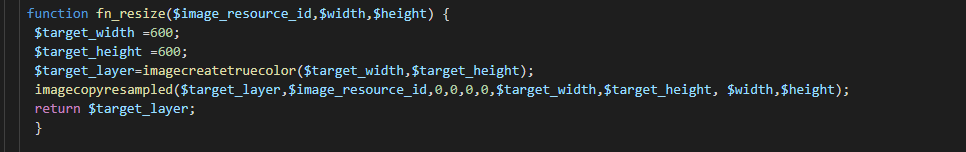 function fn_resize($image_resource_id,$width,$height) {
$target_width =600;
$target_height =600;
$target_layer=imagecreatetruecolor($target_width,$target_height);
imagecopyresampled($target_layer,$image_resource_id,0,0,0,0,$target_width,$target_height, $width,$height);
return $target_layer;
}